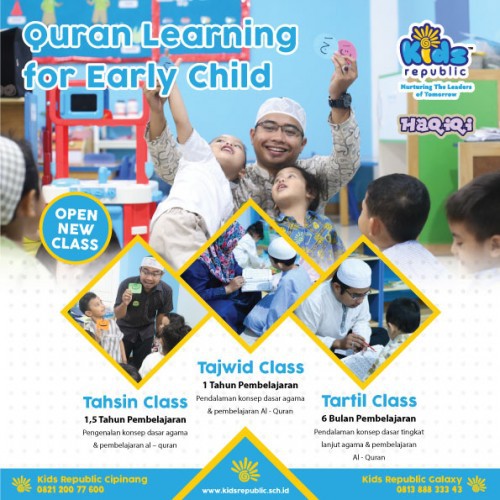 Quran Learning
for Early Child
Kids
republic
TM
Nurturing The Leaders
of Tomorrow
HaQiQi
OPEN
NEW
CLASS
Tahsin Class
1,5 Tahun Pembelajaran
Pengenalan konsep dasar agama
& pembelajaran al – quran
Tajwid Class
1 Tahun Pembelajaran
Pendalaman konsep dasar agama
& pembelajaran Al - Quran
Tartil Class
6 Bulan Pembelajaran
Pendalaman konsep dasar tingkat
lanjut agama & pembelajaran
Al - Quran
Kids Republic Cipinang
0821 200 77 600
www.kidsrepublic.sch.id
Kids Republic Galaxy
0813 888 333 43